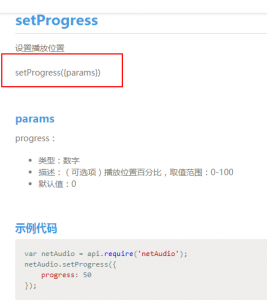 setProgress
设置播放位置
setProgress({params})
params
progress：
类型：数字
描述：（可选项）播放位置百分比，取值范围：0-100
默认值：0
示例代码
var netAudio = api.require('netAudio');
netAudio.setProgress({
progress: 50
});